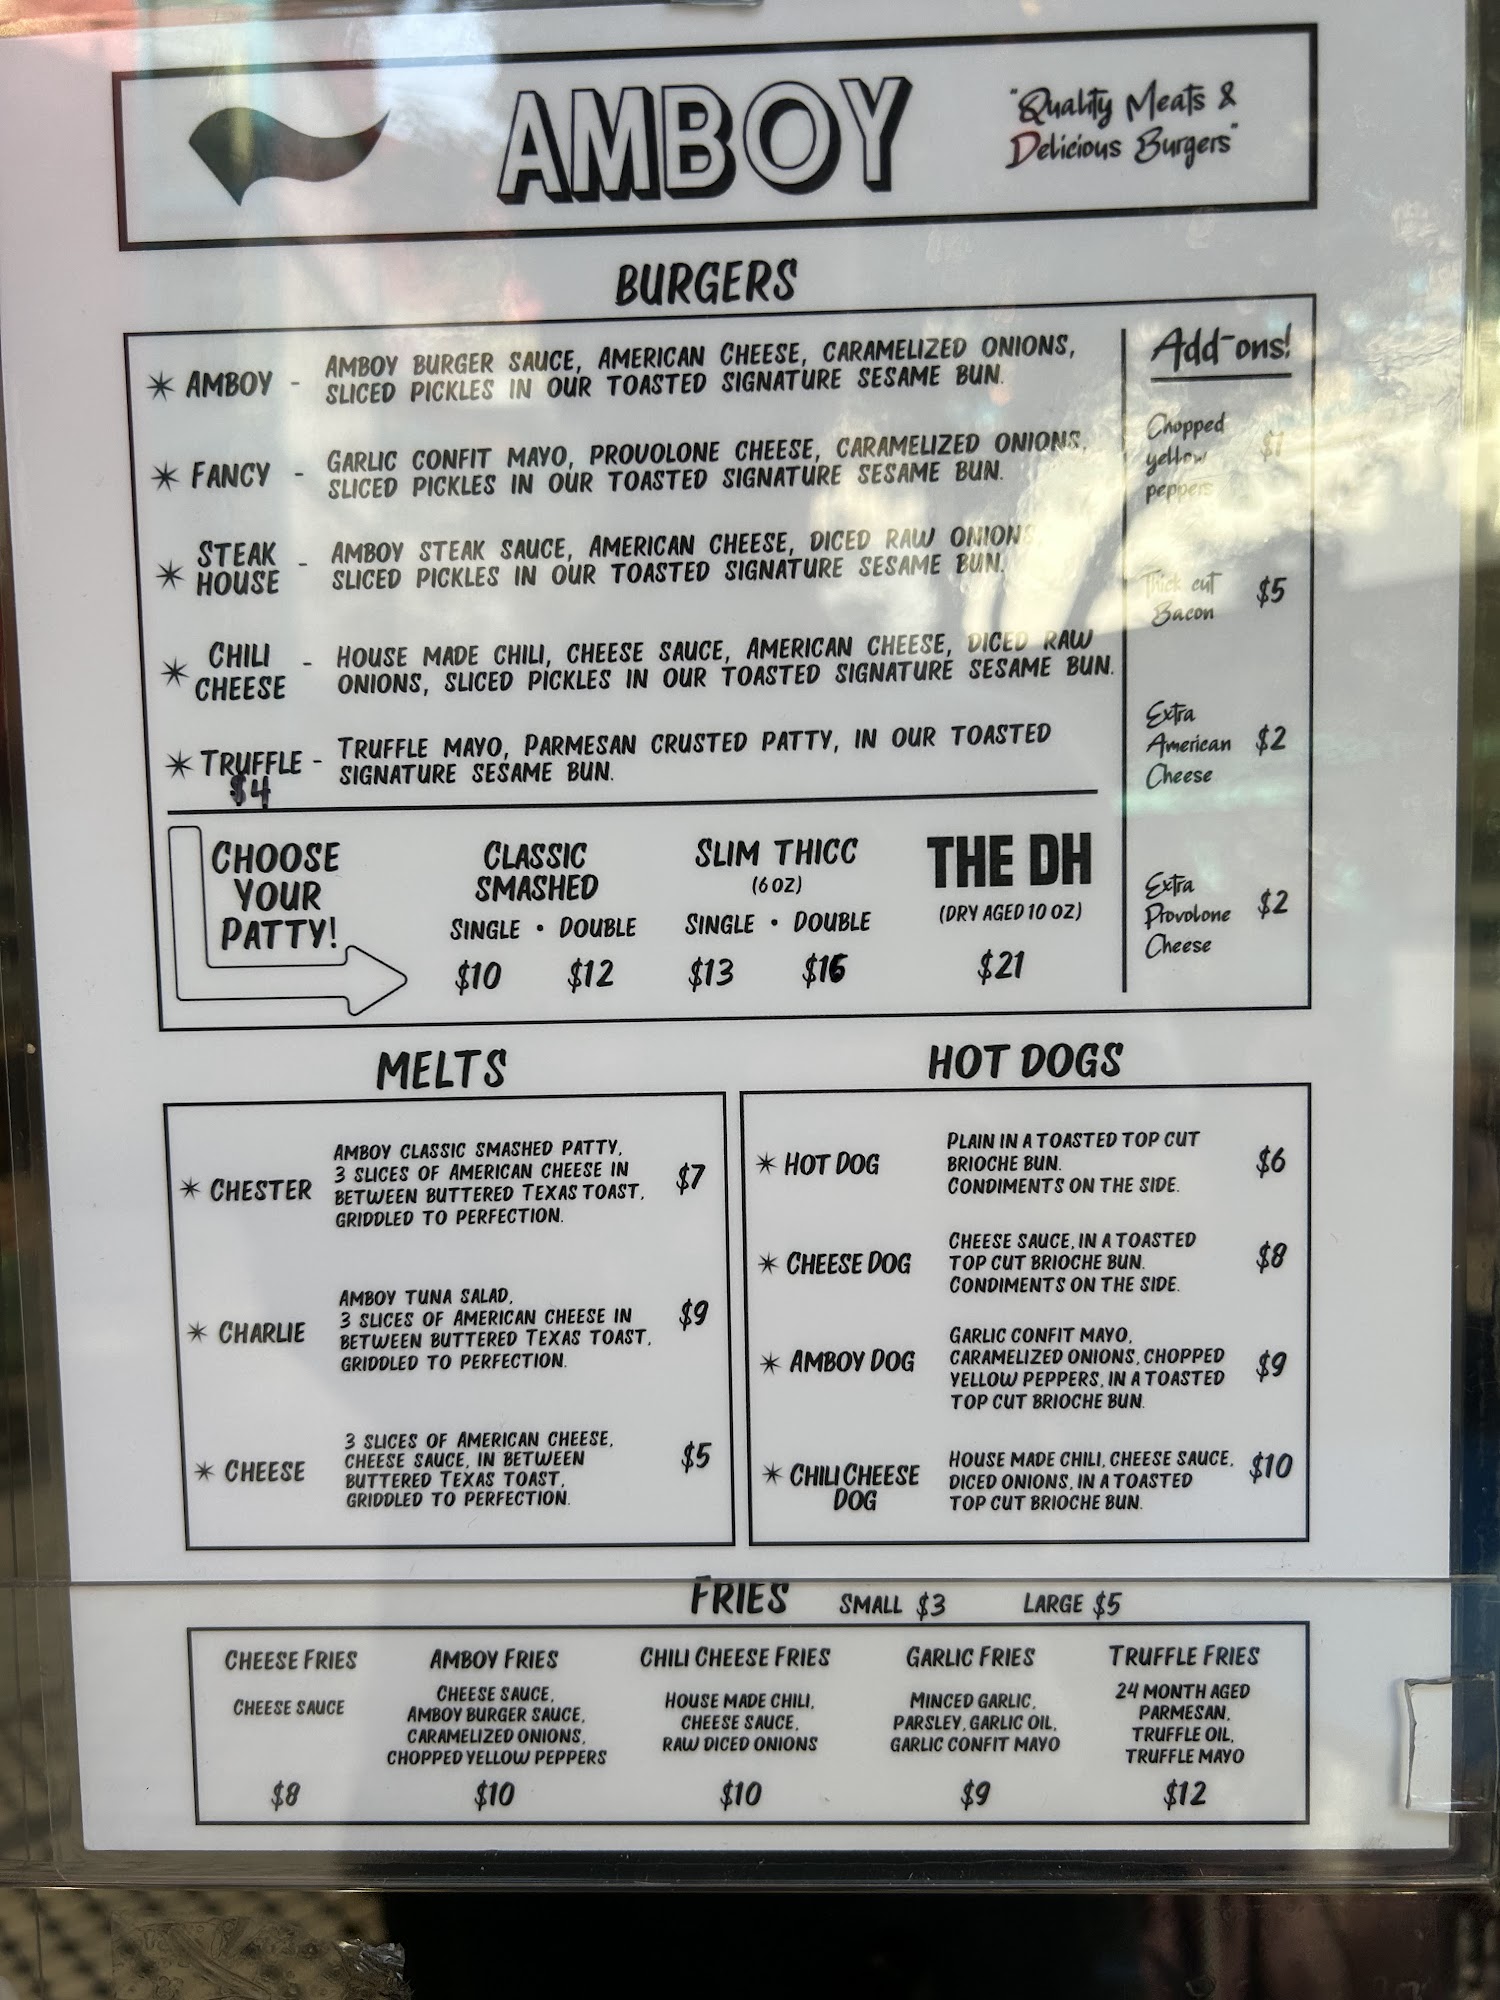 AMBOY
"Quality Meats &
Delicious Burgers"
BURGERS
* AMBOY - AMBOY BURGER SAUCE, AMERICAN CHEESE, CARAMELIZED ONIONS,
SLICED PICKLES IN OUR TOASTED SIGNATURE SESAME BUN.
* FANCY - GARLIC CONFIT MAYO, PROVOLONE CHEESE, CARAMELIZED ONIONS,
SLICED PICKLES IN OUR TOASTED SIGNATURE SESAME BUN.
* STEAK
HOUSE - AMBOY STEAK SAUCE, AMERICAN CHEESE, DICED RAW ONIONS
SLICED PICKLES IN OUR TOASTED SIGNATURE SESAME BUN.
* CHILI
CHEESE - HOUSE MADE CHILI, CHEESE SAUCE, AMERICAN CHEESE, DICED RAW
ONIONS, SLICED PICKLES IN OUR TOASTED SIGNATURE SESAME BUN.
* TRUFFLE - TRUFFLE MAYO, PARMESAN CRUSTED PATTY, IN OUR TOASTED
SIGNATURE SESAME BUN.
$4
Add-ons!
Chopped
yellow
peppers
$1
Thick cut
Bacon
$5
Extra
American
Cheese
$2
Extra
Provolone
Cheese
$2
CHOOSE
YOUR
PATTY!
CLASSIC
SMASHED
SINGLE • DOUBLE
$10 $12
SLIM THICC
(6 OZ)
SINGLE • DOUBLE
$13 $16
THE DH
(DRY AGED 10 OZ)
$21
MELTS
* CHESTER
AMBOY CLASSIC SMASHED PATTY,
3 SLICES OF AMERICAN CHEESE IN
BETWEEN BUTTERED TEXAS TOAST,
GRIDDLED TO PERFECTION.
$7
* CHARLIE
AMBOY TUNA SALAD,
3 SLICES OF AMERICAN CHEESE IN
BETWEEN BUTTERED TEXAS TOAST,
GRIDDLED TO PERFECTION.
$9
* CHEESE
3 SLICES OF AMERICAN CHEESE,
CHEESE SAUCE, IN BETWEEN
BUTTERED TEXAS TOAST,
GRIDDLED TO PERFECTION.
$5
HOT DOGS
* HOT DOG
PLAIN IN A TOASTED TOP CUT
BRIOCHE BUN.
CONDIMENTS ON THE SIDE.
$6
* CHEESE DOG
CHEESE SAUCE, IN A TOASTED
TOP CUT BRIOCHE BUN.
CONDIMENTS ON THE SIDE.
$8
* AMBOY DOG
GARLIC CONFIT MAYO,
CARAMELIZED ONIONS, CHOPPED
YELLOW PEPPERS, IN A TOASTED
TOP CUT BRIOCHE BUN.
$9
* CHILI CHEESE
DOG
HOUSE MADE CHILI, CHEESE SAUCE,
DICED ONIONS, IN A TOASTED
TOP CUT BRIOCHE BUN.
$10
FRIES SMALL $3 LARGE $5
CHEESE FRIES
CHEESE SAUCE
$8
AMBOY FRIES
CHEESE SAUCE,
AMBOY BURGER SAUCE,
CARAMELIZED ONIONS,
CHOPPED YELLOW PEPPERS
$10
CHILI CHEESE FRIES
HOUSE MADE CHILI,
CHEESE SAUCE,
RAW DICED ONIONS
$10
GARLIC FRIES
MINCED GARLIC,
PARSLEY, GARLIC OIL,
GARLIC CONFIT MAYO
$9
TRUFFLE FRIES
24 MONTH AGED
PARMESAN,
TRUFFLE OIL,
TRUFFLE MAYO
$12